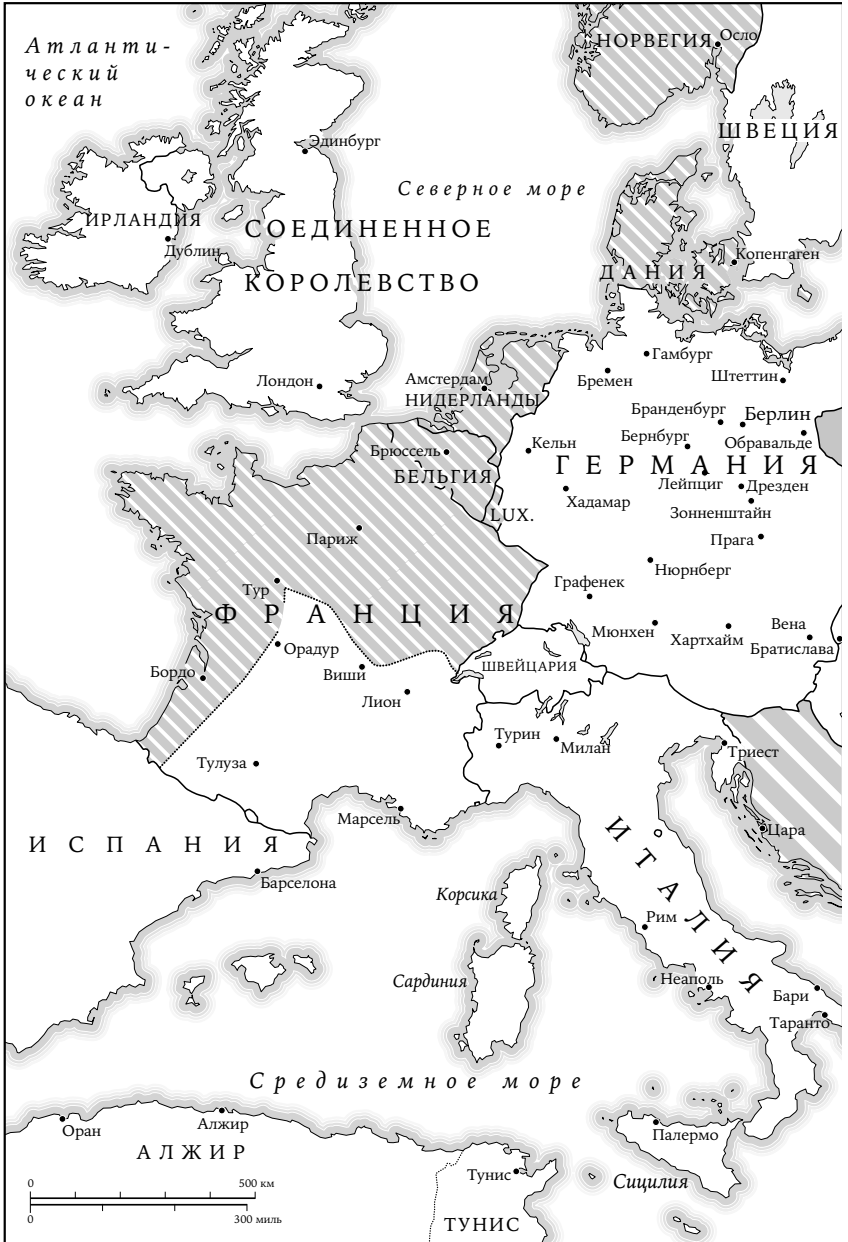 Атланти-
ческий
океан
НОРВЕГИЯ
Осло
ШВЕЦИЯ
Эдинбург
Северное море
ИРЛАНДИЯ
Дублин
СОЕДИНЕННОЕ
КОРОЛЕВСТВО
Копенгаген
ДАНИЯ
Гамбург
Бремен
Штеттин
Лондон
Амстердам
НИДЕРЛАНДЫ
Бранденбург
Берлин
Бернбург
Обравальде
Кельн
Брюссель
БЕЛЬГИЯ
ГЕРМАНИЯ
Лейпциг
Дрезден
Хадамар
Зонненштайн
LUX.
Париж
Прага
Нюрнберг
Тур
Графенек
ФРАНЦИЯ
Мюнхен
Хартхайм
Вена
Братислава
Орадур
Виши
ШВЕЙЦАРИЯ
Бордо
Лион
Турин
Милан
Триест
Тулуза
Марсель
Цара
ИСПАНИЯ
ИТАЛИЯ
Барселона
Корсика
Рим
Сардиния
Неаполь
Бари
Таранто
Средиземное море
Оран
Алжир
АЛЖИР
Палермо
Сицилия
Тунис
ТУНИС
0 500 км
0 300 миль